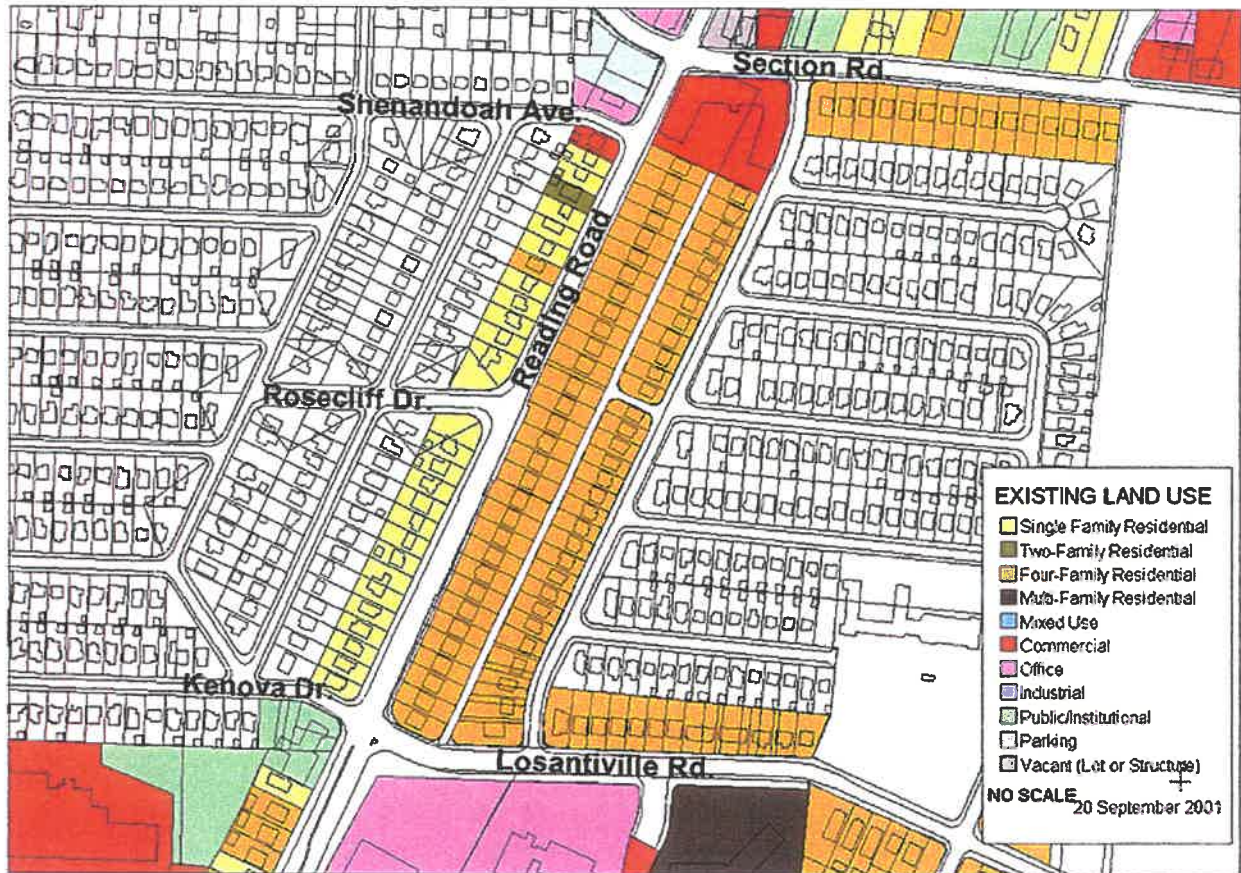 Section Rd.
Shenandoah Ave.
Reading Road
Rosecliff Dr.
Kenova Dr.
Losantiville Rd.
P
EXISTING LAND USE
Single Family Residential
Two-Family Residential
Four-Family Residential
Multi-Family Residential
Mixed Use
Commercial
Office
Industrial
Public/Institutional
Parking
Vacant (Lot or Structure)
NO SCALE
20 September 2001